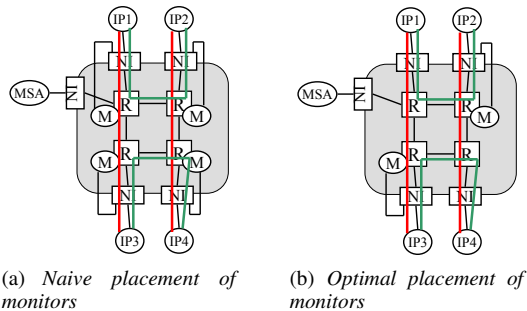 IP1 IP2 IP1 IP2
NI NI NI NI
MSA NI R R MSA NI R R
M M M
R R R R
M M M
NI NI NI NI
IP3 IP4 IP3 IP4
(a) Naive placement of (b) Optimal placement of
monitors monitors